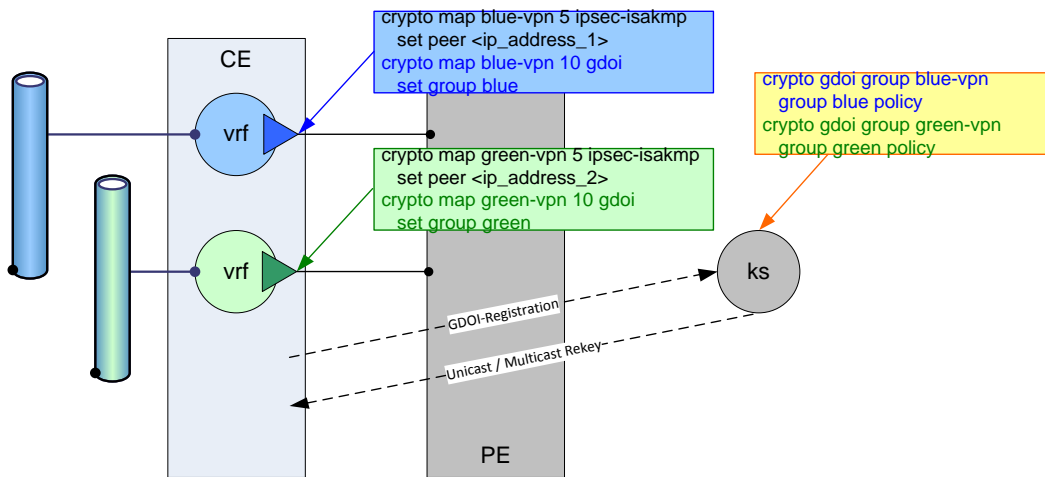 crypto map blue-vpn 5 ipsec-isakmp
set peer <ip_address_1>
crypto map blue-vpn 10 gdoi
set group blue
CE
vrf
crypto gdoi group blue-vpn
group blue policy
crypto gdoi group green-vpn
group green policy
crypto map green-vpn 5 ipsec-isakmp
set peer <ip_address_2>
crypto map green-vpn 10 gdoi
set group green
vrf
ks
GDOI-Registration
Unicast / Multicast Rekey
PE